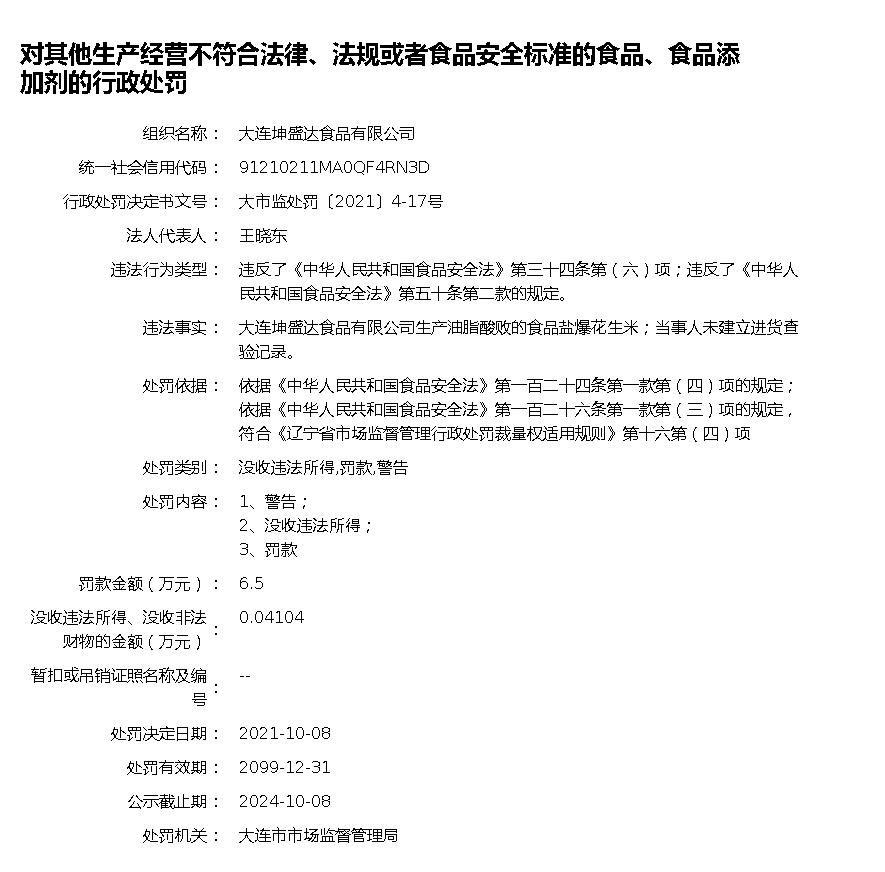 对其他生产经营不符合法律、法规或者食品安全标准的食品、食品添
加剂的行政处罚
组织名称： 大连坤盛达食品有限公司
统一社会信用代码： 91210211MA0QF4RN3D
行政处罚决定书文号： 大市监处罚〔2021〕4-17号
法人代表人： 王晓东
违法行为类型： 违反了《中华人民共和国食品安全法》第三十四条第（六）项；违反了《中华人
民共和国食品安全法》第五十条第二款的规定。
违法事实： 大连坤盛达食品有限公司生产油脂酸败的食品盐爆花生米；当事人未建立进货查
验记录。
处罚依据： 依据《中华人民共和国食品安全法》第一百二十四条第一款第（四）项的规定；
依据《中华人民共和国食品安全法》第一百二十六条第一款第（三）项的规定，
符合《辽宁省市场监督管理行政处罚裁量权适用规则》第十六第（四）项
处罚类别： 没收违法所得,罚款,警告
处罚内容： 1、警告；
2、没收违法所得；
3、罚款
罚款金额（万元）： 6.5
没收违法所得、没收非法
财物的金额（万元）： 0.04104
暂扣或吊销证照名称及编
号： --
处罚决定日期： 2021-10-08
处罚有效期： 2099-12-31
公示截止期： 2024-10-08
处罚机关： 大连市市场监督管理局